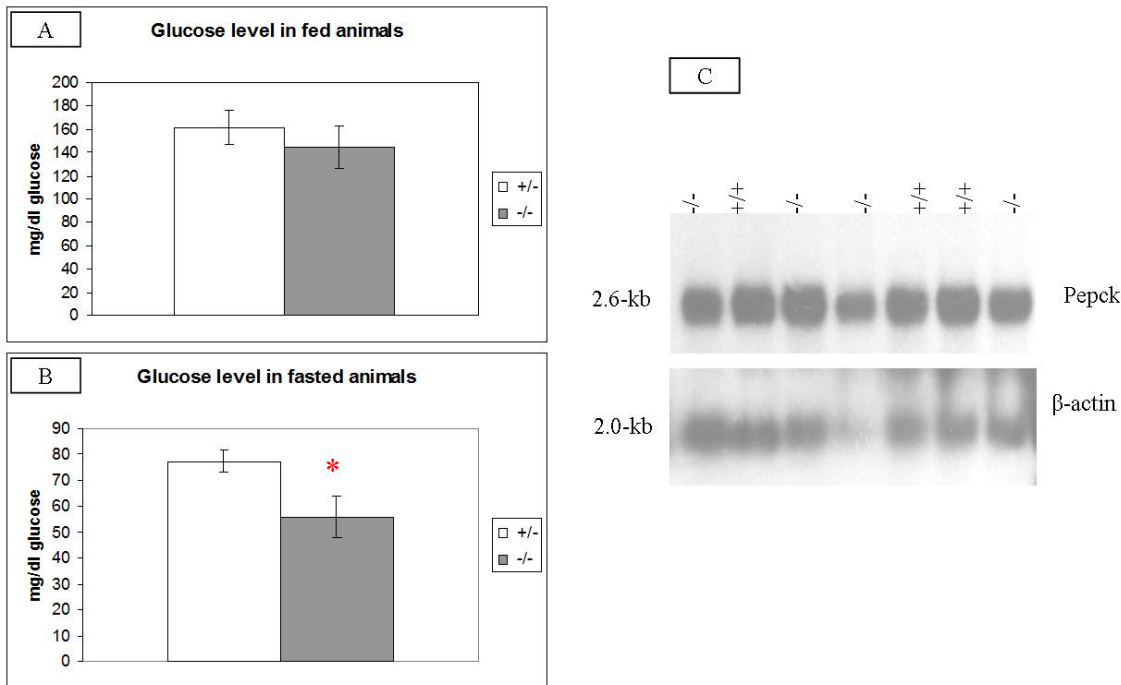 A
Glucose level in fed animals
200
180
160
140
120
100
80
60
40
20
0
mg/dl glucose
+/-
-/-
B
Glucose level in fasted animals
90
80
70
60
50
40
30
20
10
0
mg/dl glucose
*
+/-
-/-
C
-/- +/+ -/- -/- +/+ +/+ -/-
2.6-kb Pepck
2.0-kb β-actin